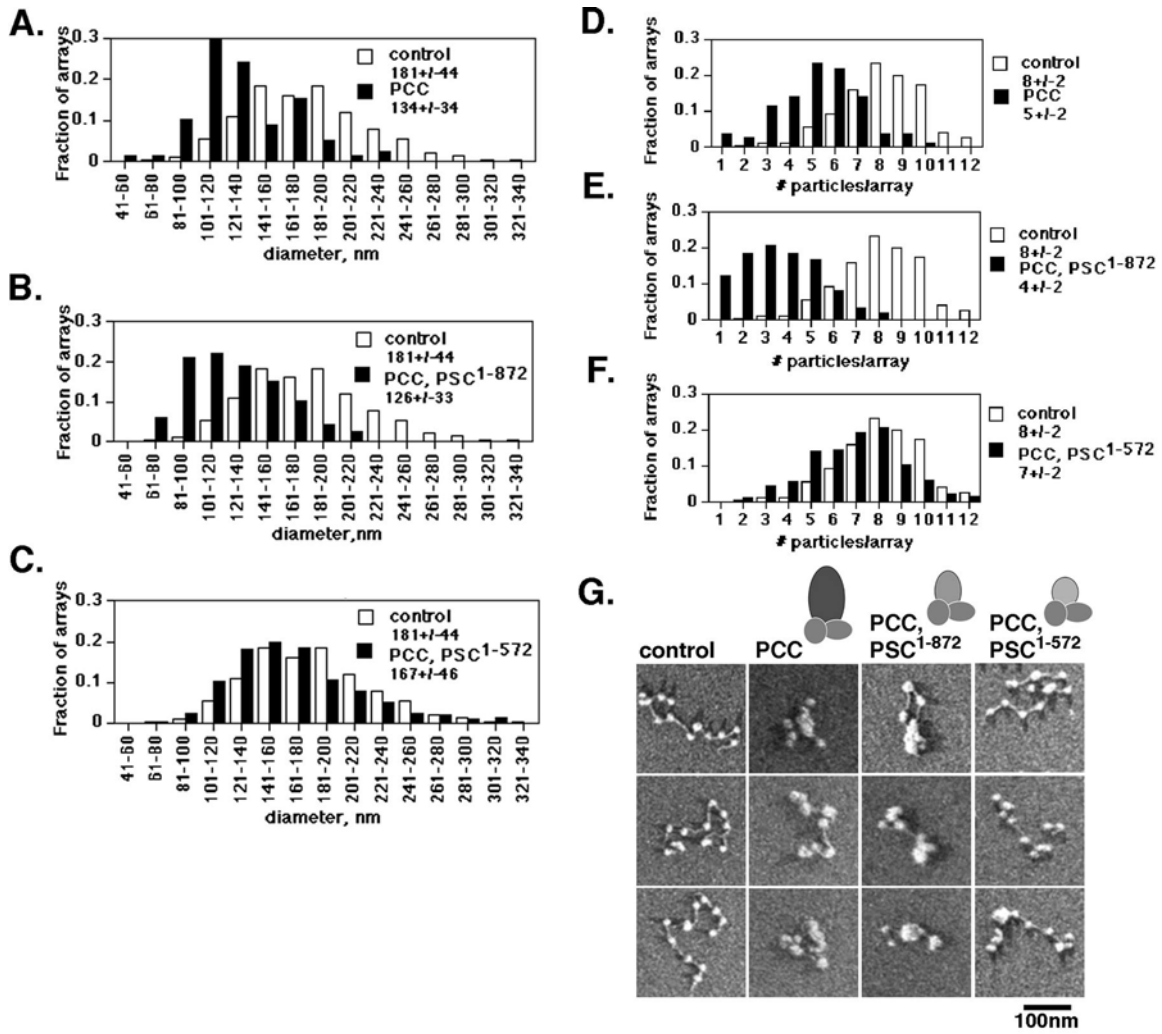 A.
Fraction of arrays
0.3
0.2
0.1
0
control
181+/-44
PCC
134+/-34
41-60
61-80
81-100
101-120
121-140
141-160
161-180
181-200
201-220
221-240
241-260
261-280
281-300
301-320
321-340
diameter, nm
B.
Fraction of arrays
0.3
0.2
0.1
0
control
181+/-44
PCC, PSC1-872
126+/-33
41-60
61-80
81-100
101-120
121-140
141-160
161-180
181-200
201-220
221-240
241-260
261-280
281-300
301-320
321-340
diameter,nm
C.
Fraction of arrays
0.3
0.2
0.1
0
control
181+/-44
PCC, PSC1-572
167+/-46
41-60
61-80
81-100
101-120
121-140
141-160
161-180
181-200
201-220
221-240
241-260
261-280
281-300
301-320
321-340
diameter, nm
D.
Fraction of arrays
0.3
0.2
0.1
0
control
8+/-2
PCC
5+/-2
1 2 3 4 5 6 7 8 9 10 11 12
# particles/array
E.
Fraction of arrays
0.3
0.2
0.1
0
control
8+/-2
PCC, PSC1-872
4+/-2
1 2 3 4 5 6 7 8 9 10 11 12
# particles/array
F.
Fraction of arrays
0.3
0.2
0.1
0
control
8+/-2
PCC, PSC1-572
7+/-2
1 2 3 4 5 6 7 8 9 10 11 12
# particles/array
G.
control
PCC
PCC,
PSC1-872
PCC,
PSC1-572
100nm